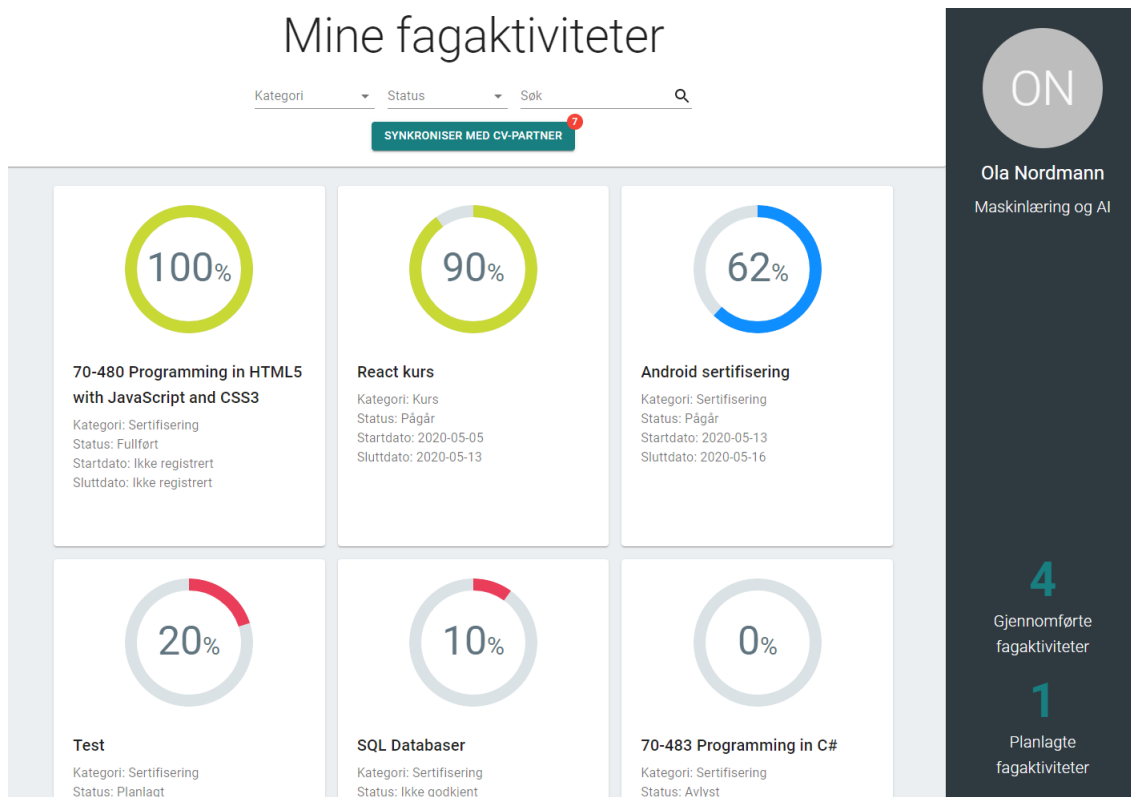 Mine fagaktiviteter
Kategori
Status
Søk
SYNKRONISER MED CV-PARTNER
7
100%
70-480 Programming in HTML5
with JavaScript and CSS3
Kategori: Sertifisering
Status: Fullført
Startdato: Ikke registrert
Sluttdato: Ikke registrert
90%
React kurs
Kategori: Kurs
Status: Pågår
Startdato: 2020-05-05
Sluttdato: 2020-05-13
62%
Android sertifisering
Kategori: Sertifisering
Status: Pågår
Startdato: 2020-05-13
Sluttdato: 2020-05-16
20%
Test
Kategori: Sertifisering
Status: Planlagt
10%
SQL Databaser
Kategori: Sertifisering
Status: Ikke godkjent
0%
70-483 Programming in C#
Kategori: Sertifisering
Status: Avlyst
ON
Ola Nordmann
Maskinlæring og AI
4
Gjennomførte
fagaktiviteter
1
Planlagte
fagaktiviteter